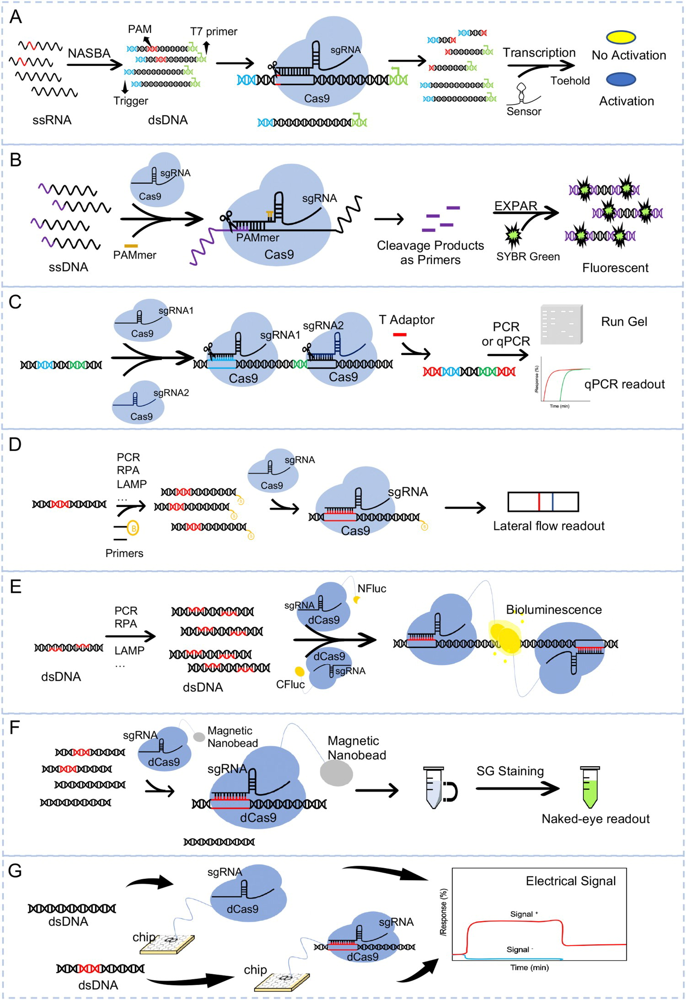 A
PAM
T7 primer
NASBA
Trigger
ssRNA
dsDNA
sgRNA
Cas9
Transcription
Toehold
Sensor
No Activation
Activation
B
sgRNA
Cas9
ssDNA
PAMmer
sgRNA
PAMmer
Cas9
Cleavage Products
as Primers
EXPAR
SYBR Green
Fluorescent
C
sgRNA1
Cas9
sgRNA2
Cas9
sgRNA1
Cas9
sgRNA2
Cas9
T Adaptor
PCR
or qPCR
Run Gel
/Response (%)
Time (min)
qPCR readout
D
PCR
RPA
LAMP
...
B
Primers
B
B
B
sgRNA
Cas9
sgRNA
Cas9
B
Lateral flow readout
E
PCR
RPA
LAMP
...
dsDNA
dsDNA
NFluc
sgRNA
dCas9
dCas9
sgRNA
CFluc
Bioluminescence
F
sgRNA
dCas9
Magnetic
Nanobead
sgRNA
dCas9
Magnetic
Nanobead
SG Staining
Naked-eye readout
G
dsDNA
sgRNA
dCas9
chip
dsDNA
sgRNA
dCas9
chip
Electrical Signal
/Response (%)
Signal +
Signal -
Time (min)